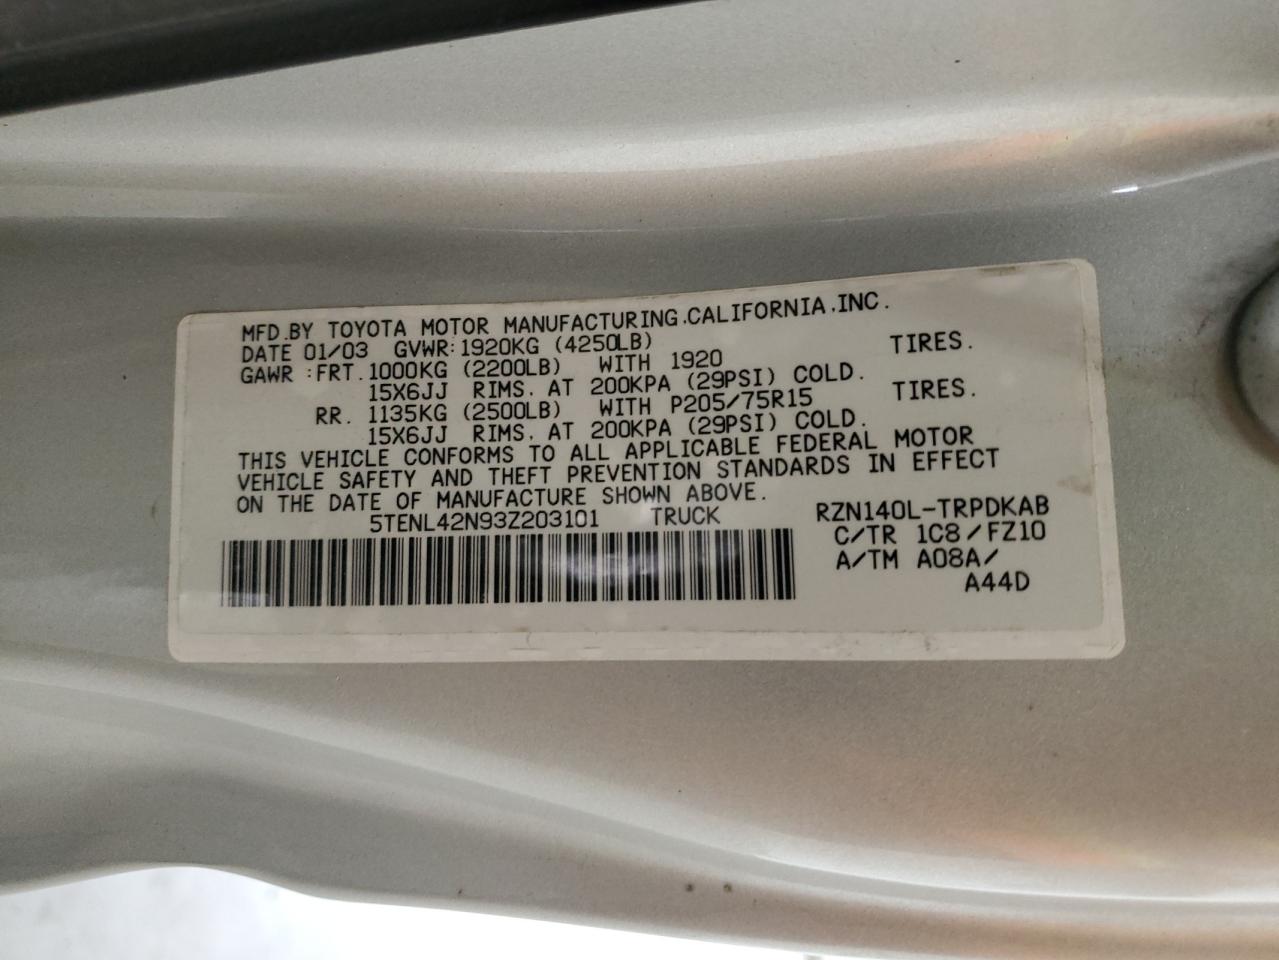 MFD.BY TOYOTA MOTOR MANUFACTURING.CALIFORNIA.INC.
DATE 01/03 GVWR:1920KG (4250LB)
GAWR :FRT. 1000KG (2200LB) WITH 1920 TIRES.
15X6JJ RIMS. AT 200KPA (29PSI) COLD.
RR. 1135KG (2500LB) WITH P205/75R15 TIRES.
15X6JJ RIMS. AT 200KPA (29PSI) COLD.
THIS VEHICLE CONFORMS TO ALL APPLICABLE FEDERAL MOTOR
VEHICLE SAFETY AND THEFT PREVENTION STANDARDS IN EFFECT
ON THE DATE OF MANUFACTURE SHOWN ABOVE.
5TENL42N93Z203101 TRUCK RZN140L-TRPDKAB
C/TR 1C8/FZ10
A/TM A08A/
A44D